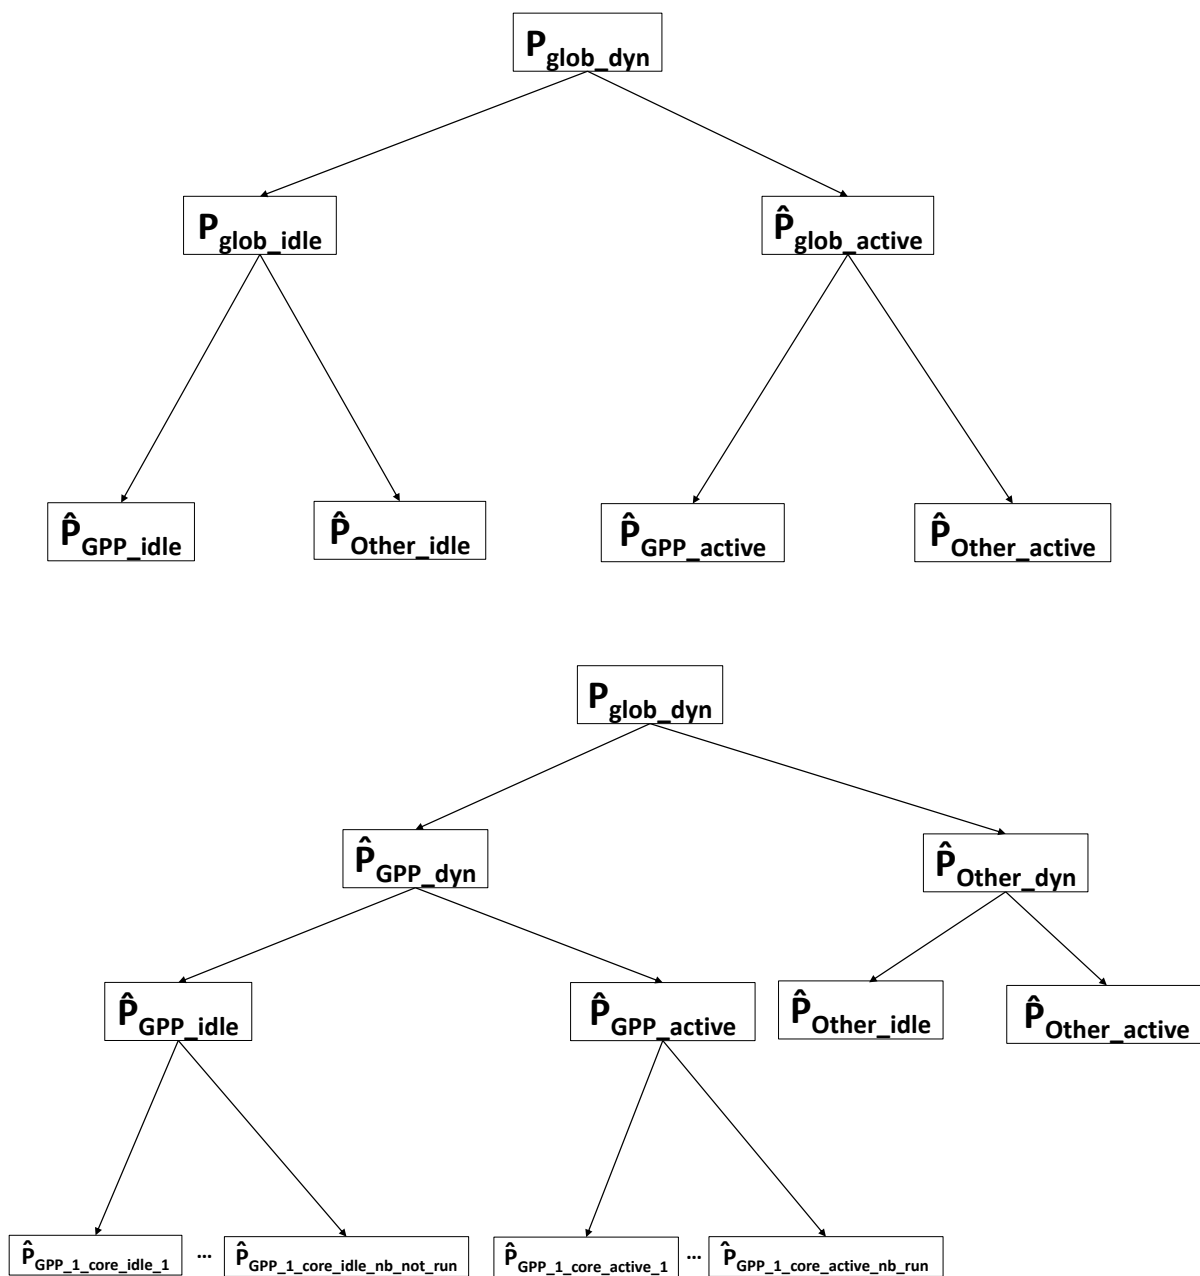 P_glob_dyn
P_glob_idle P̂_glob_active
P̂_GPP_idle P̂_Other_idle P̂_GPP_active P̂_Other_active
P_glob_dyn
P̂_GPP_dyn P̂_Other_dyn
P̂_GPP_idle P̂_GPP_active P̂_Other_idle P̂_Other_active
P̂_GPP_1_core_idle_1 ... P̂_GPP_1_core_idle_nb_not_run P̂_GPP_1_core_active_1 ... P̂_GPP_1_core_active_nb_run